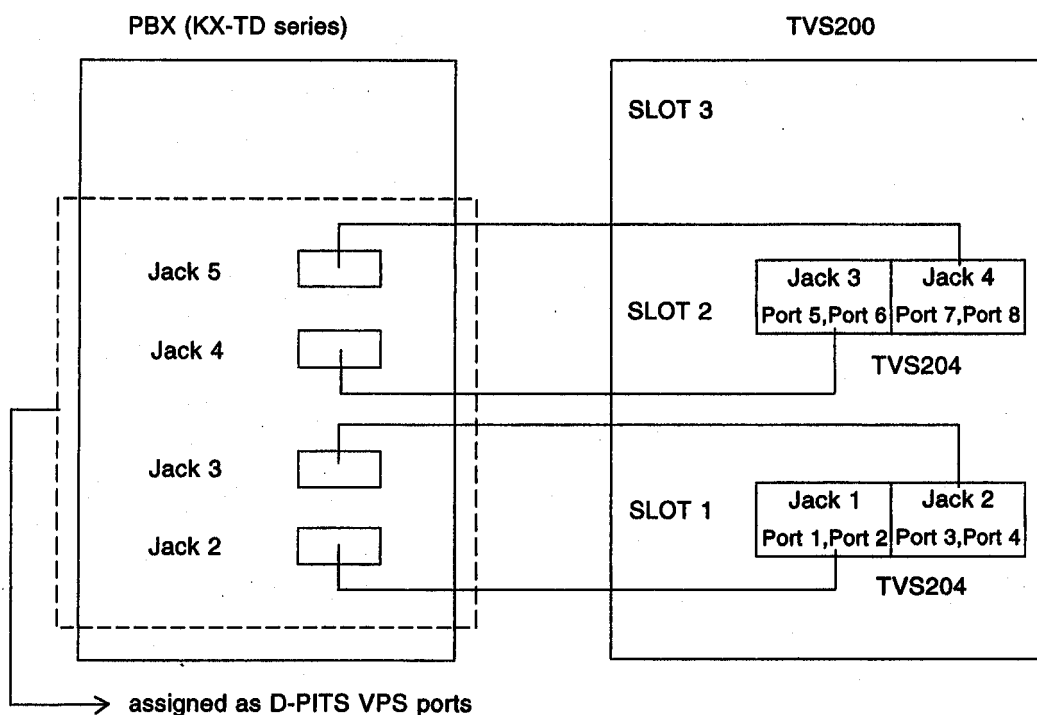 PBX (KX-TD series)
TVS200
SLOT 3
Jack 5
Jack 3
Jack 4
Port 5,Port 6
Port 7,Port 8
SLOT 2
Jack 4
TVS204
Jack 3
Jack 1
Jack 2
Port 1,Port 2
Port 3,Port 4
SLOT 1
Jack 2
TVS204
assigned as D-PITS VPS ports